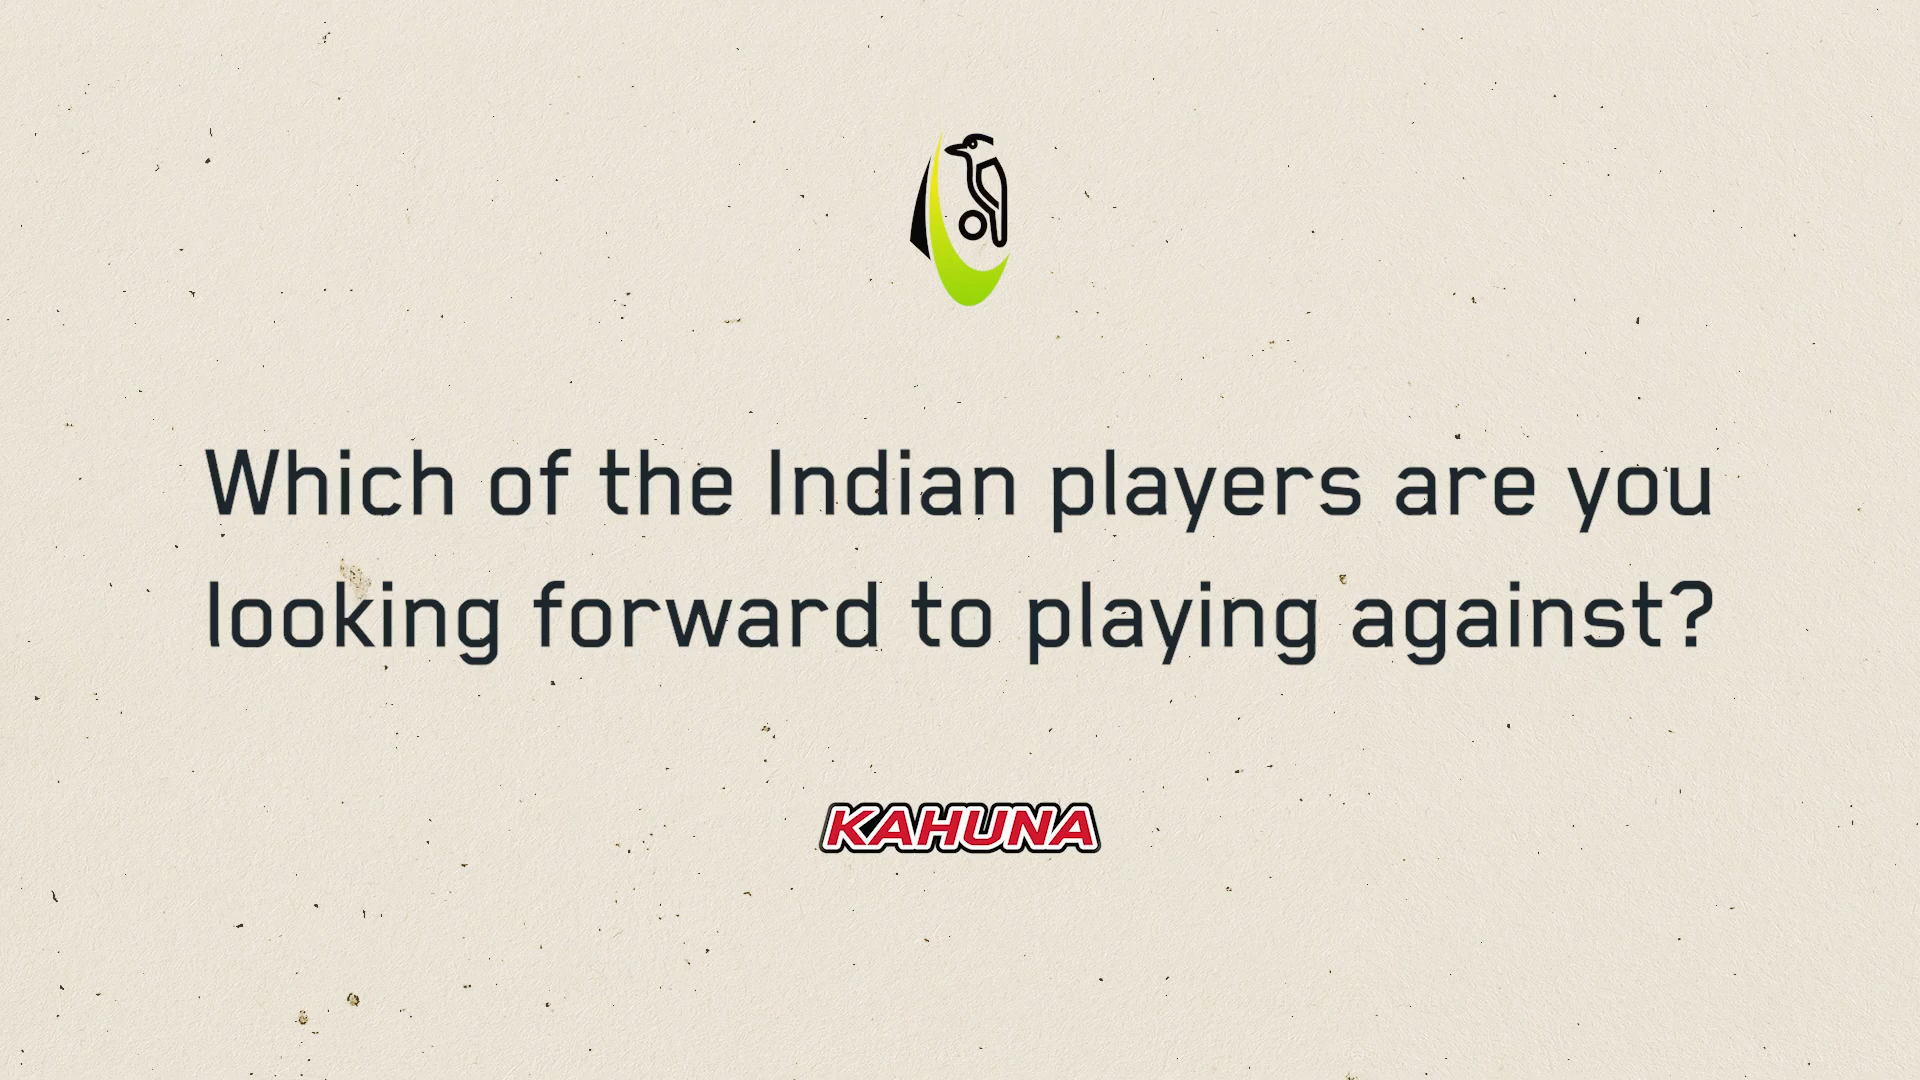 Which of the Indian players are you
looking forward to playing against?
KAHUNA